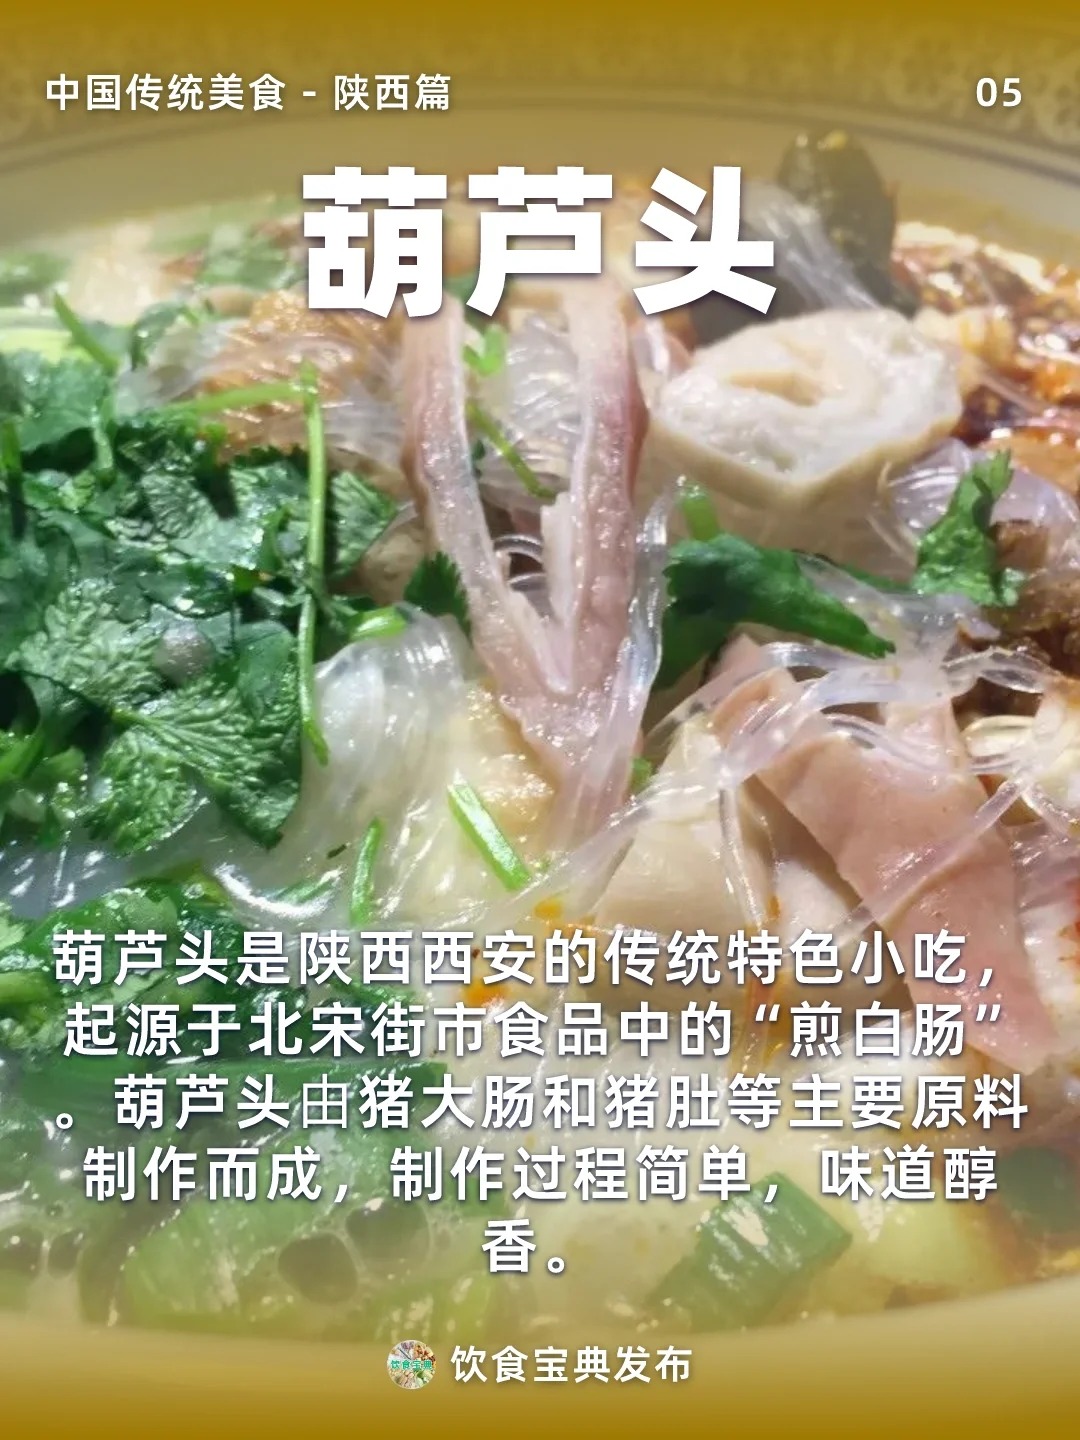 中国传统美食 - 陕西篇
05
葫芦头
葫芦头是陕西西安的传统特色小吃，
起源于北宋街市食品中的“煎白肠”
。葫芦头由猪大肠和猪肚等主要原料
制作而成，制作过程简单，味道醇
香。
饮食宝典
饮食宝典发布